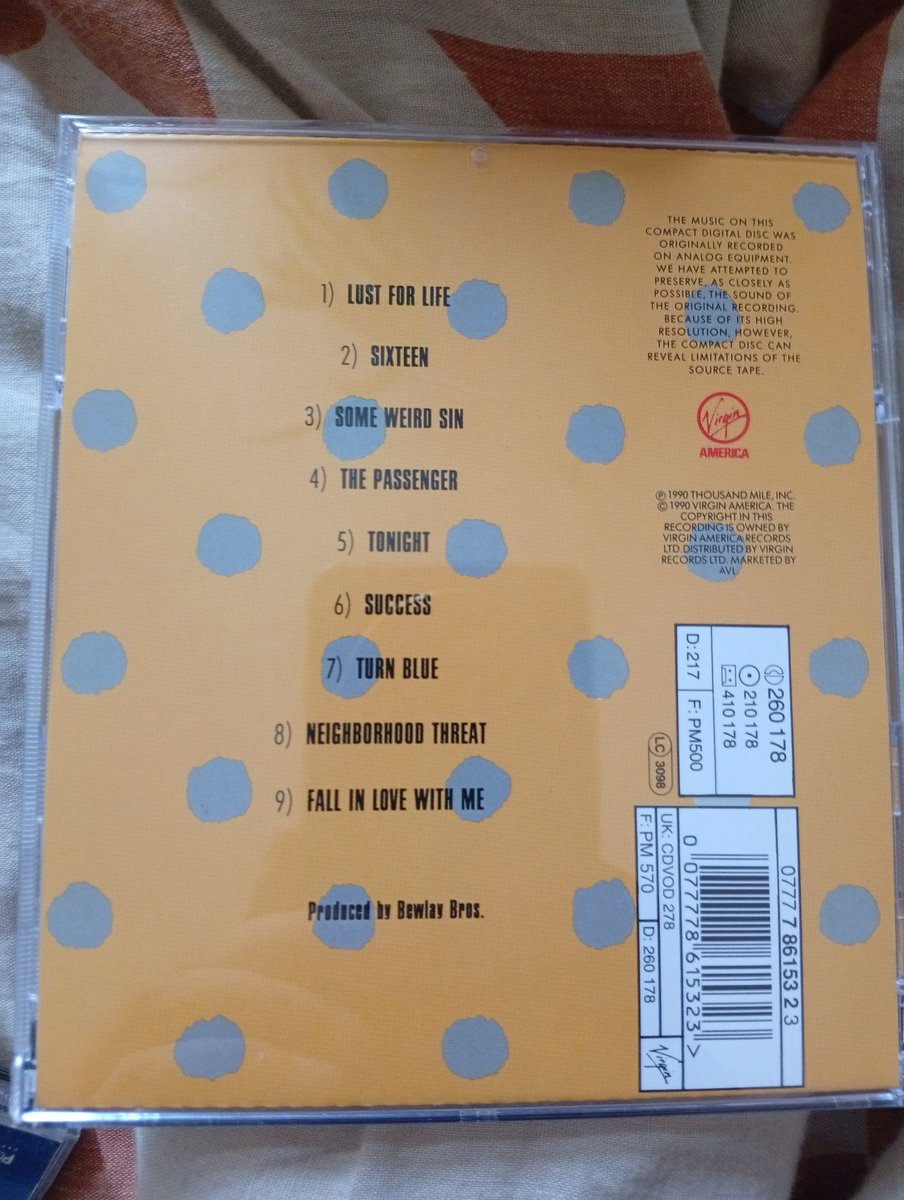 1) LUST FOR LIFE
2) SIXTEEN
3) SOME WEIRD SIN
4) THE PASSENGER
5) TONIGHT
6) SUCCESS
7) TURN BLUE
8) NEIGHBORHOOD THREAT
9) FALL IN LOVE WITH ME
Produced by Bewlay Bros.
THE MUSIC ON THIS
COMPACT DIGITAL DISC WAS
ORIGINALLY RECORDED
ON ANALOG EQUIPMENT.
WE HAVE ATTEMPTED TO
PRESERVE, AS CLOSELY AS
POSSIBLE, THE SOUND OF
THE ORIGINAL RECORDING.
BECAUSE OF ITS HIGH
RESOLUTION, HOWEVER,
THE COMPACT DISC CAN
REVEAL LIMITATIONS OF THE
SOURCE TAPE.
Virgin
AMERICA
℗ 1990 THOUSAND MILE, INC.
© 1990 VIRGIN AMERICA. THE
COPYRIGHT IN THIS
RECORDING IS OWNED BY
VIRGIN AMERICA RECORDS
LTD. DISTRIBUTED BY VIRGIN
RECORDS LTD. MARKETED BY
AVL.
260 178
210 178
410 178
D: 217 F: PM500
LC 3098
07777 86153 2 3
0 077778 615323 >
UK: CDVOD 278
F: PM 570 D: 260 178
Virgin